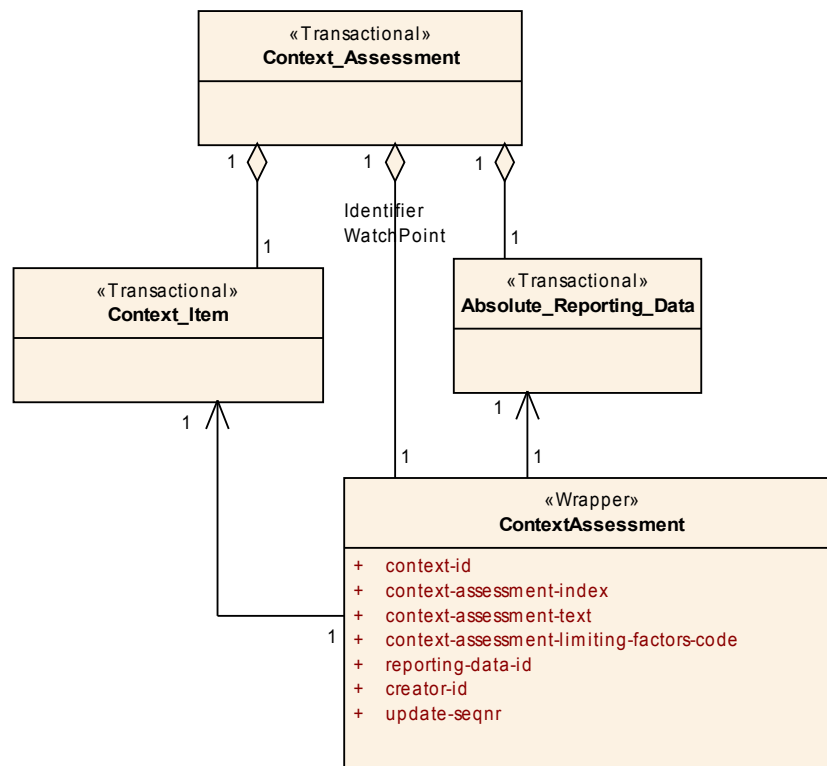 «Transactional»
Context_Assessment
1
1
1
Identifier
WatchPoint
1
1
«Transactional»
Context_Item
«Transactional»
Absolute_Reporting_Data
1
1
1
1
«Wrapper»
ContextAssessment
+ context-id
+ context-assessment-index
+ context-assessment-text
+ context-assessment-limiting-factors-code
+ reporting-data-id
+ creator-id
+ update-seqnr
1